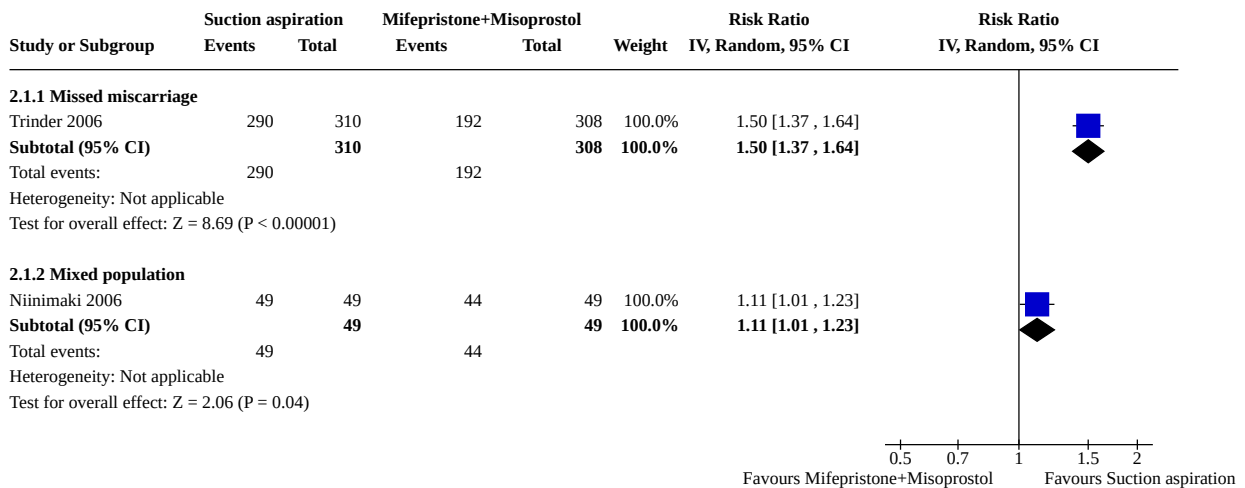 Suction aspiration Mifepristone+Misoprostol Risk Ratio Risk Ratio
Study or Subgroup Events Total Events Total Weight IV, Random, 95% CI IV, Random, 95% CI
2.1.1 Missed miscarriage
Trinder 2006 290 310 192 308 100.0% 1.50 [1.37 , 1.64]
Subtotal (95% CI) 310 308 100.0% 1.50 [1.37 , 1.64]
Total events: 290 192
Heterogeneity: Not applicable
Test for overall effect: Z = 8.69 (P < 0.00001)
2.1.2 Mixed population
Niinimaki 2006 49 49 44 49 100.0% 1.11 [1.01 , 1.23]
Subtotal (95% CI) 49 49 100.0% 1.11 [1.01 , 1.23]
Total events: 49 44
Heterogeneity: Not applicable
Test for overall effect: Z = 2.06 (P = 0.04)
0.5 0.7 1 1.5 2
Favours Mifepristone+Misoprostol Favours Suction aspiration